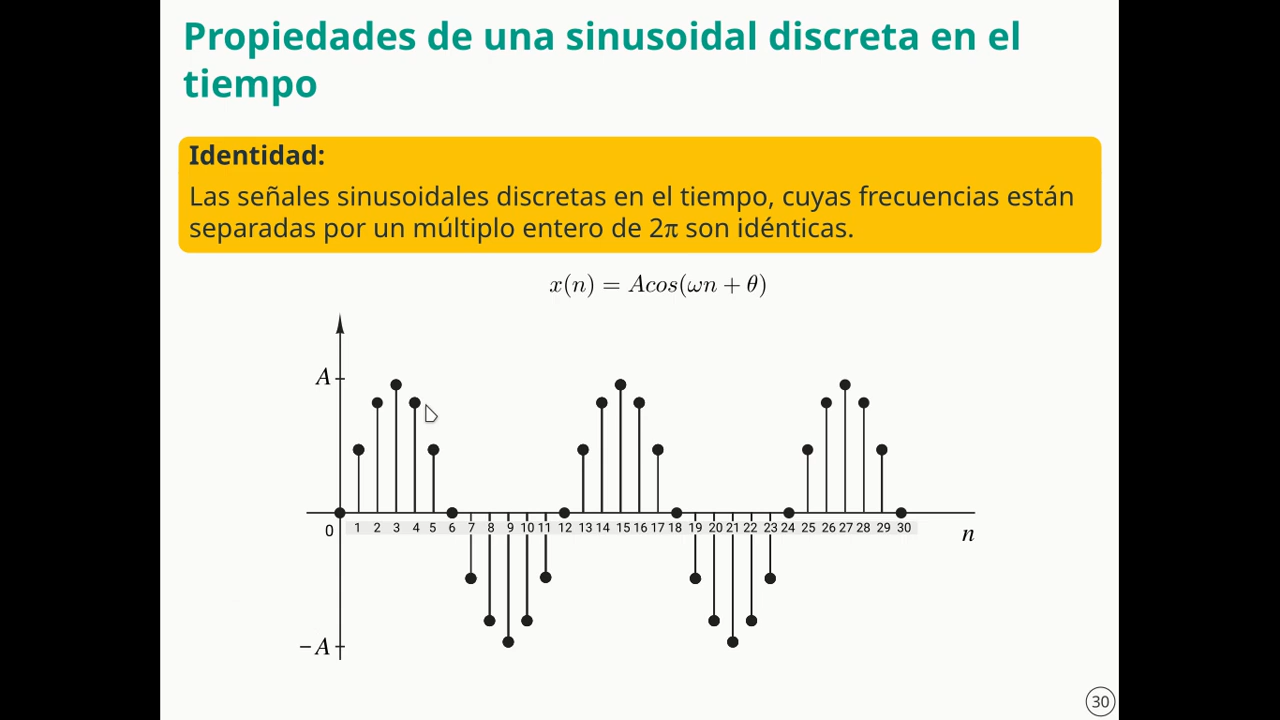 Propiedades de una sinusoidal discreta en el
tiempo
Identidad:
Las señales sinusoidales discretas en el tiempo, cuyas frecuencias están
separadas por un múltiplo entero de 2π son idénticas.
x(n) = Acos(ωn + θ)
A
0 1 2 3 4 5 6 7 8 9 10 11 12 13 14 15 16 17 18 19 20 21 22 23 24 25 26 27 28 29 30 n
−A
30